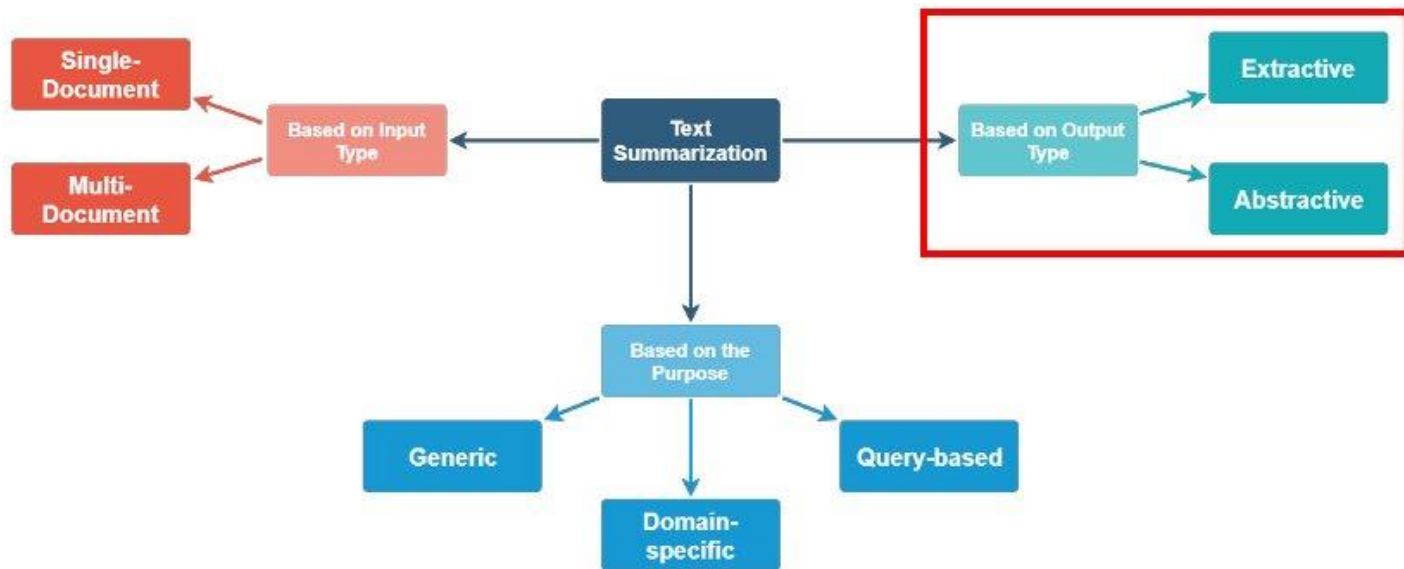 Single-
Document
Multi-
Document
Based on Input
Type
Text
Summarization
Based on Output
Type
Extractive
Abstractive
Based on the
Purpose
Generic
Domain-
specific
Query-based